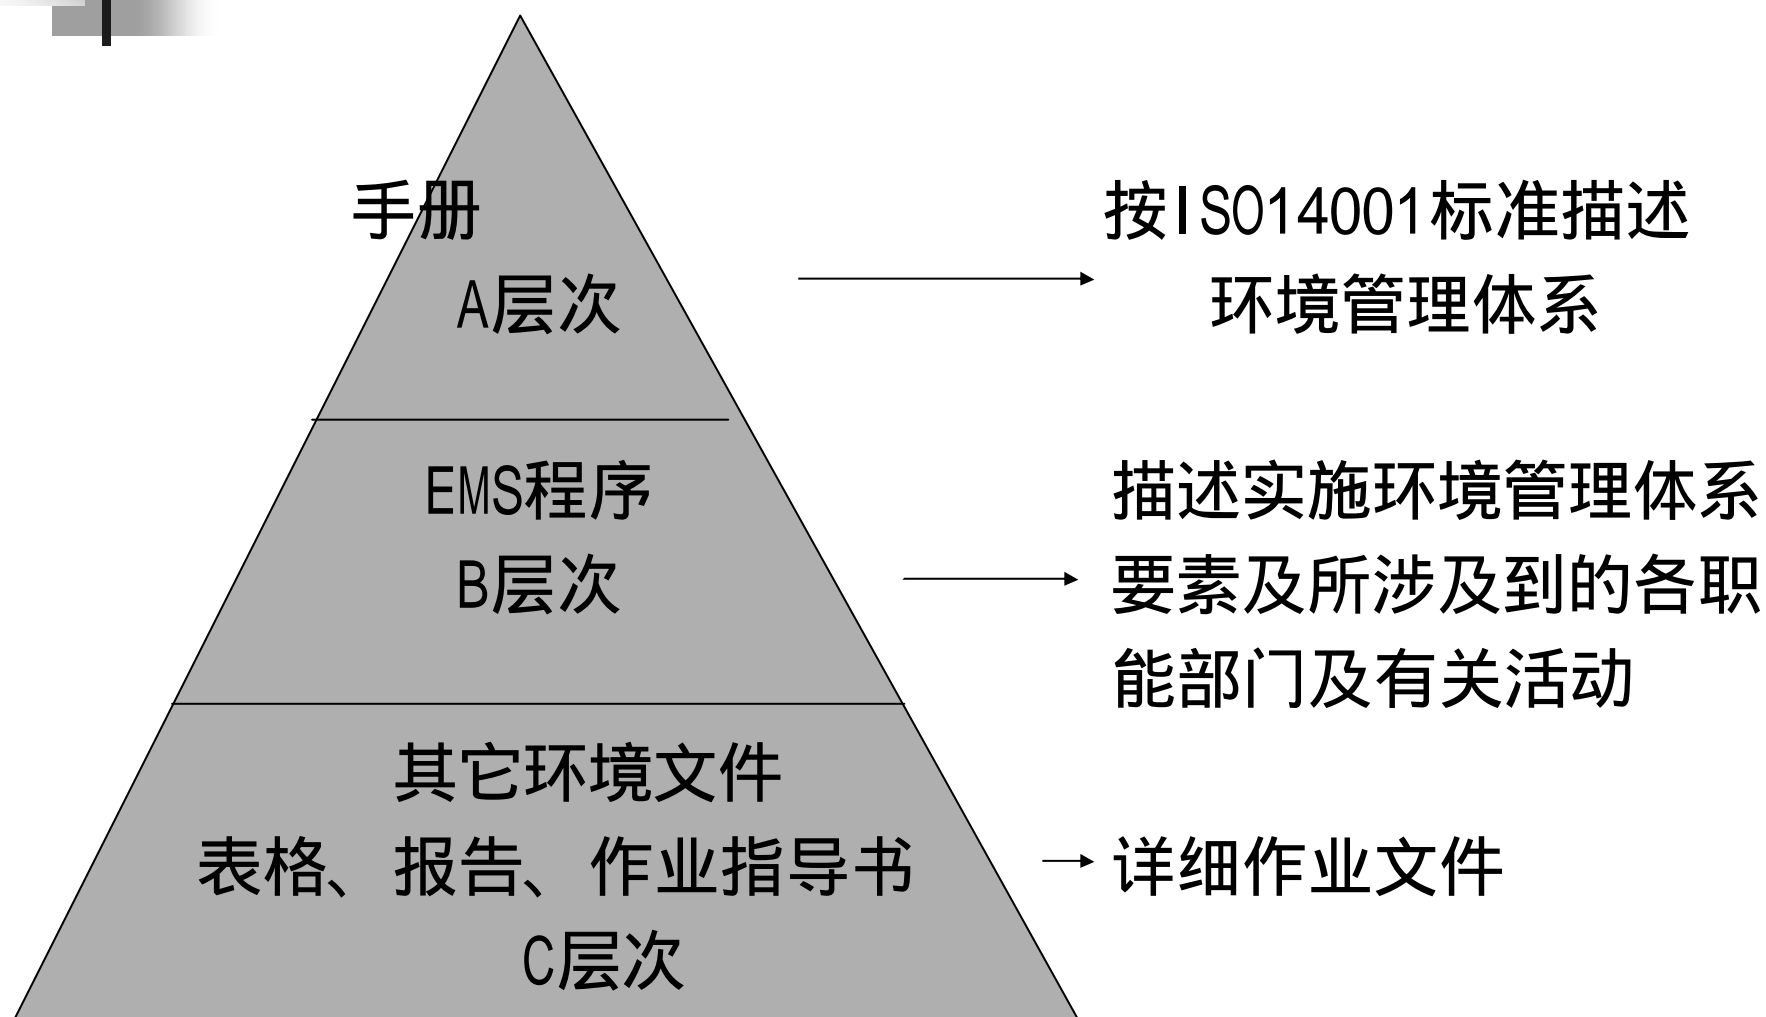 手册
A层次
按ISO14001标准描述
环境管理体系
EMS程序
B层次
描述实施环境管理体系
要素及所涉及到的各职
能部门及有关活动
其它环境文件
表格、报告、作业指导书
C层次
详细作业文件